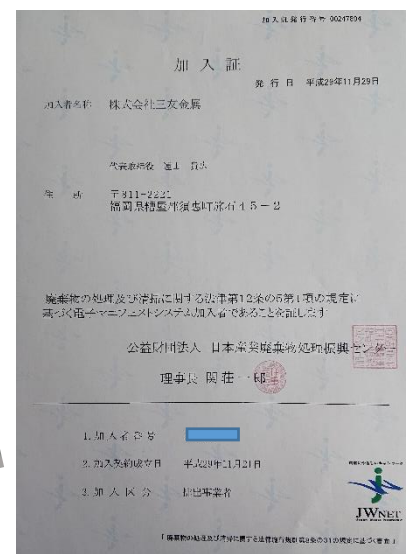 加入証発行番号 00247894
加 入 証
発 行 日 平成29年11月29日
加入者名称 株式会社三友金属
代表取締役
住 所 〒811-2221
福岡県糟屋郡須恵町旅石45-2
廃棄物の処理及び清掃に関する法律第12条の5第1項の規定に
基づく電子マニフェストシステム加入者であることを証します
公益財団法人 日本産業廃棄物処理振興センター
理事長 関 荘一郎
1. 加 入 者 番 号
2. 加入契約成立日 平成29年11月21日
3. 加 入 区 分 排出事業者
JWNET
「廃棄物の処理及び清掃に関する法律施行規則第8条の31の規定に基づく書面」